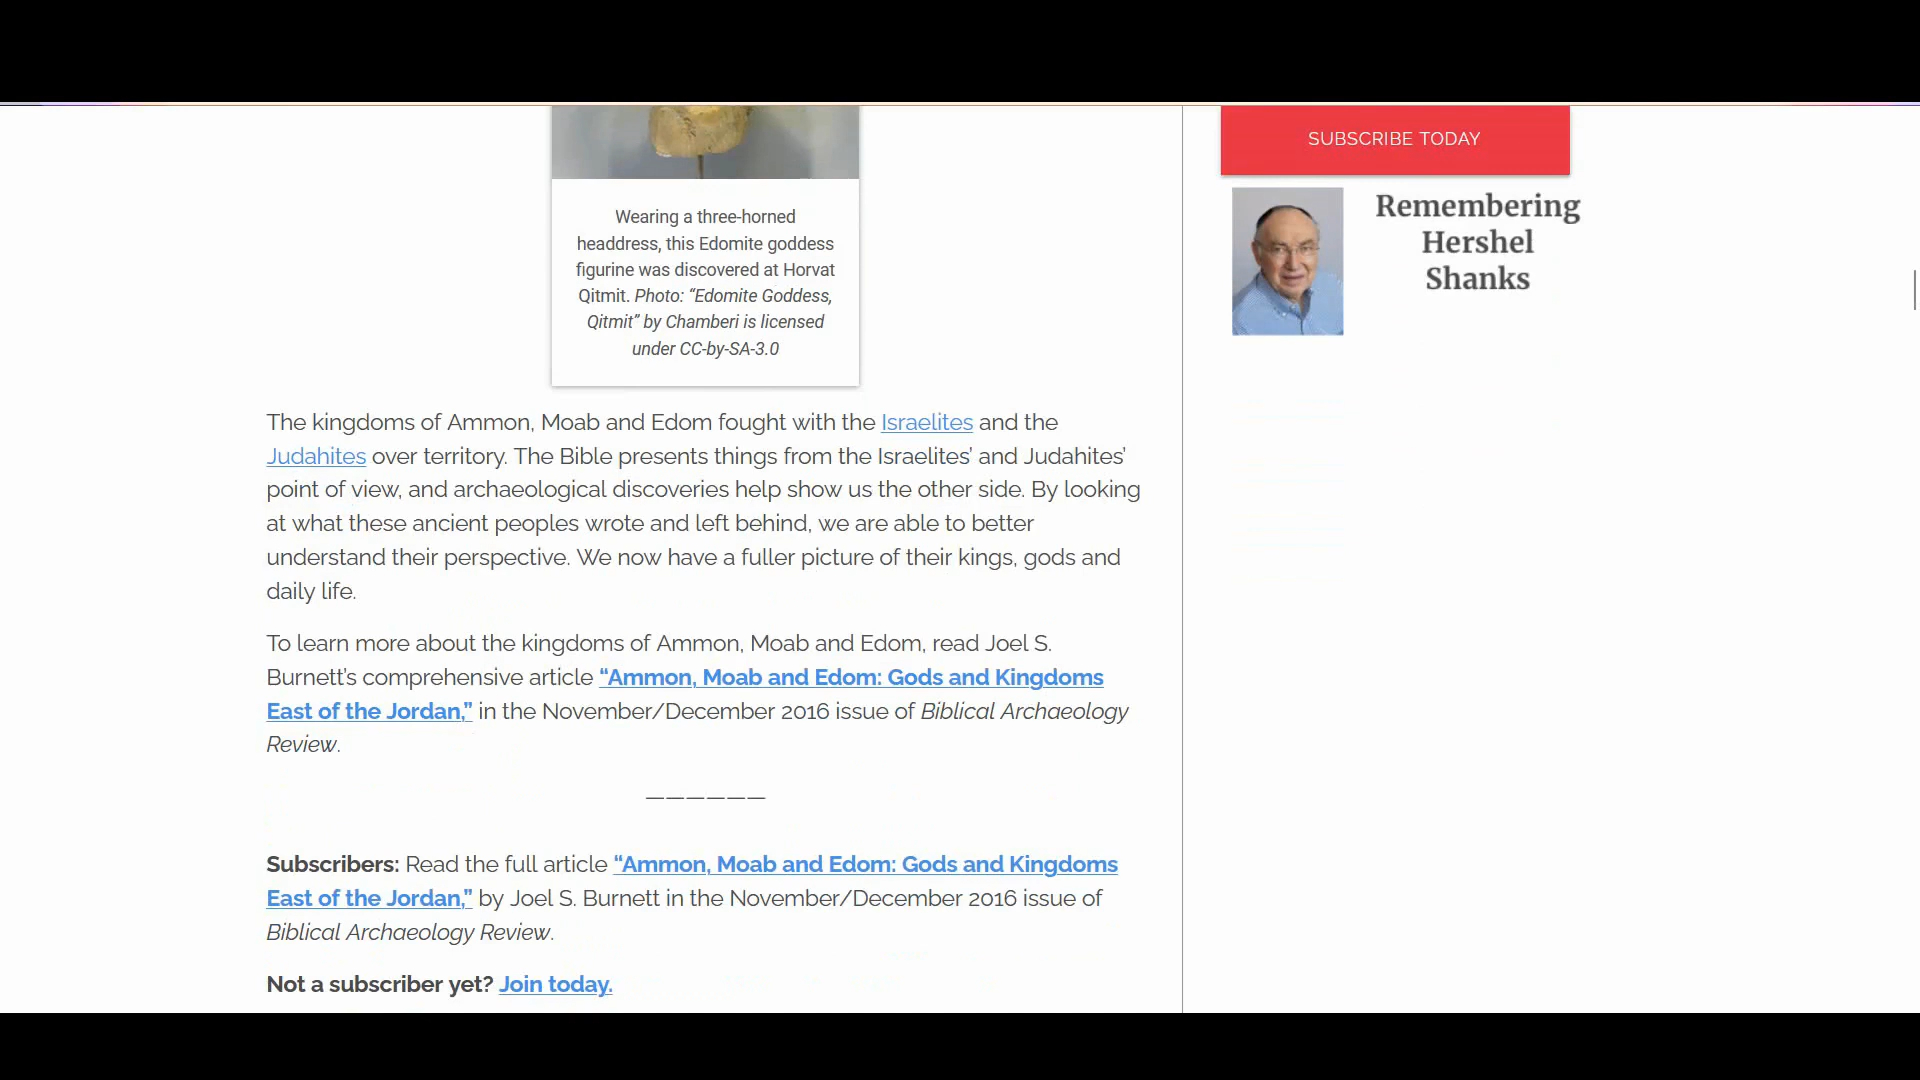 Wearing a three-horned
headdress, this Edomite goddess
figurine was discovered at Horvat
Qitmit. Photo: “Edomite Goddess,
Qitmit” by Chamberi is licensed
under CC-by-SA-3.0
The kingdoms of Ammon, Moab and Edom fought with the Israelites and the
Judahites over territory. The Bible presents things from the Israelites’ and Judahites’
point of view, and archaeological discoveries help show us the other side. By looking
at what these ancient peoples wrote and left behind, we are able to better
understand their perspective. We now have a fuller picture of their kings, gods and
daily life.
To learn more about the kingdoms of Ammon, Moab and Edom, read Joel S.
Burnett’s comprehensive article “Ammon, Moab and Edom: Gods and Kingdoms
East of the Jordan,” in the November/December 2016 issue of Biblical Archaeology
Review.
——————
Subscribers: Read the full article “Ammon, Moab and Edom: Gods and Kingdoms
East of the Jordan,” by Joel S. Burnett in the November/December 2016 issue of
Biblical Archaeology Review.
Not a subscriber yet? Join today.
SUBSCRIBE TODAY
Remembering
Hershel
Shanks